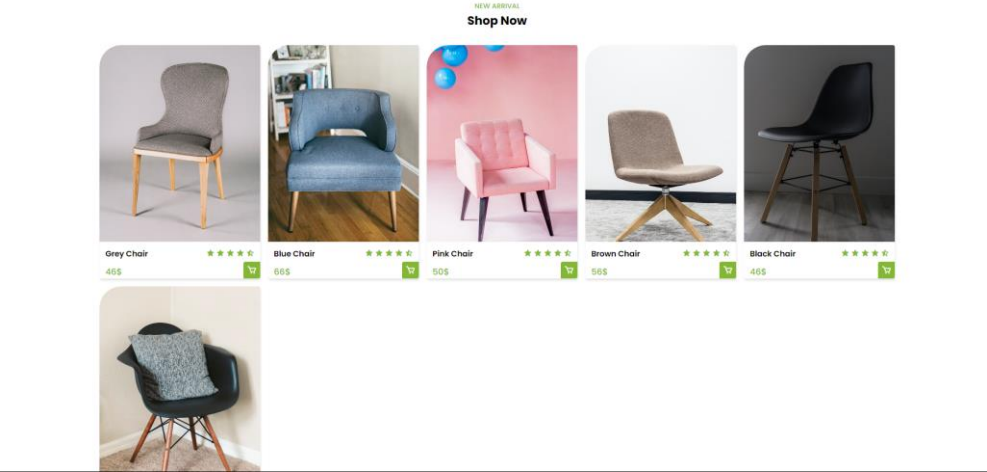 NEW ARRIVAL
Shop Now
Grey Chair
46$
Blue Chair
66$
Pink Chair
50$
Brown Chair
56$
Black Chair
46$